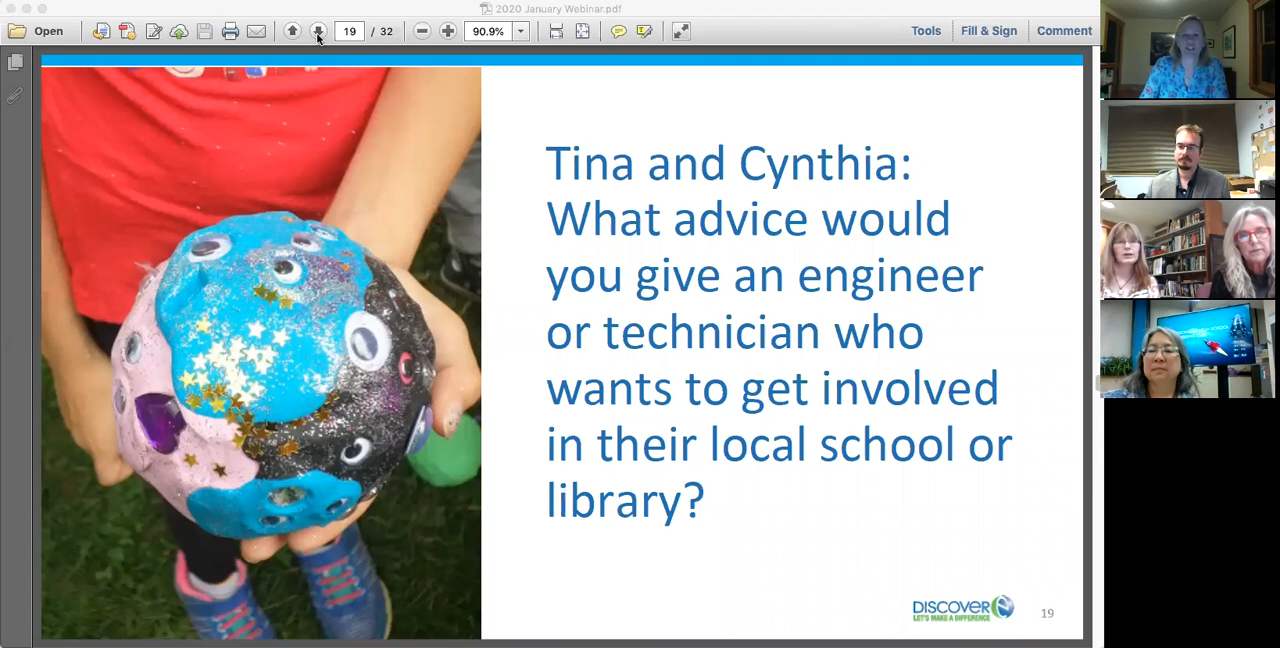 2020 January Webinar.pdf
Open
19 / 32
90.9%
Tools
Fill & Sign
Comment
Tina and Cynthia:
What advice would
you give an engineer
or technician who
wants to get involved
in their local school or
library?
DISCOVER
LET'S MAKE A DIFFERENCE
19